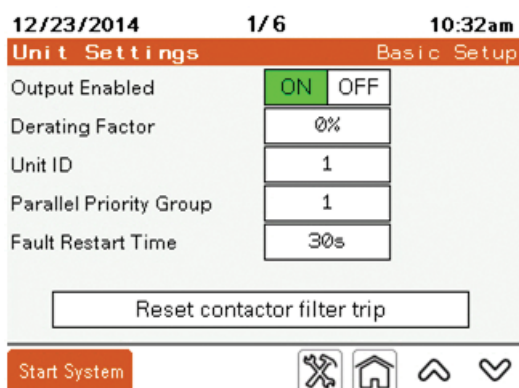 12/23/2014 1/6 10:32am
Unit Settings Basic Setup
Output Enabled ON OFF
Derating Factor 0%
Unit ID 1
Parallel Priority Group 1
Fault Restart Time 30s
Reset contactor filter trip
Start System